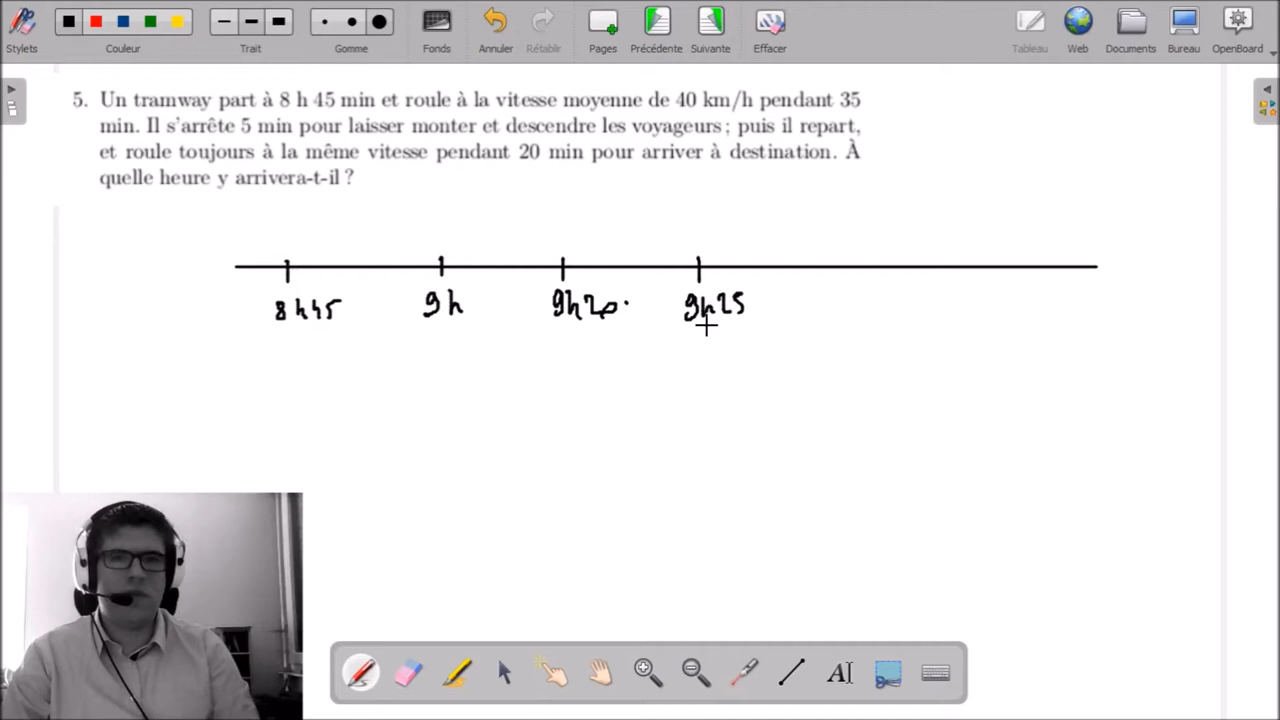 Stylets
Couleur
Trait
Gomme
Fonds
Annuler
Rétablir
Pages
Précédente
Suivante
Effacer
Tableau
Web
Documents
Bureau
OpenBoard
5. Un tramway part à 8 h 45 min et roule à la vitesse moyenne de 40 km/h pendant 35
min. Il s'arrête 5 min pour laisser monter et descendre les voyageurs ; puis il repart,
et roule toujours à la même vitesse pendant 20 min pour arriver à destination. À
quelle heure y arrivera-t-il ?
8h45 9h 9h20. 9h25
AI